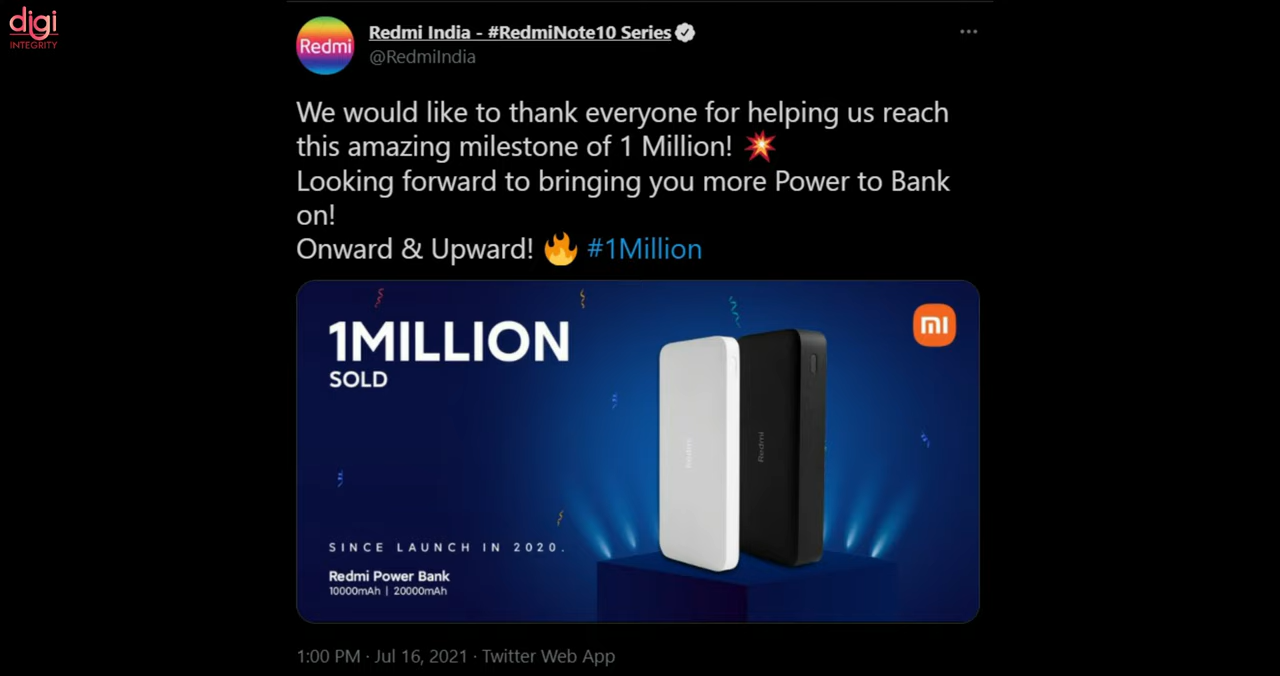 digi
INTEGRITY
Redmi
Redmi India - #RedmiNote10 Series
@RedmiIndia
We would like to thank everyone for helping us reach
this amazing milestone of 1 Million! 💥
Looking forward to bringing you more Power to Bank
on!
Onward & Upward! 🔥 #1Million
1MILLION
SOLD
mi
Redmi
Redmi
SINCE LAUNCH IN 2020.
Redmi Power Bank
10000mAh | 20000mAh
1:00 PM · Jul 16, 2021 · Twitter Web App